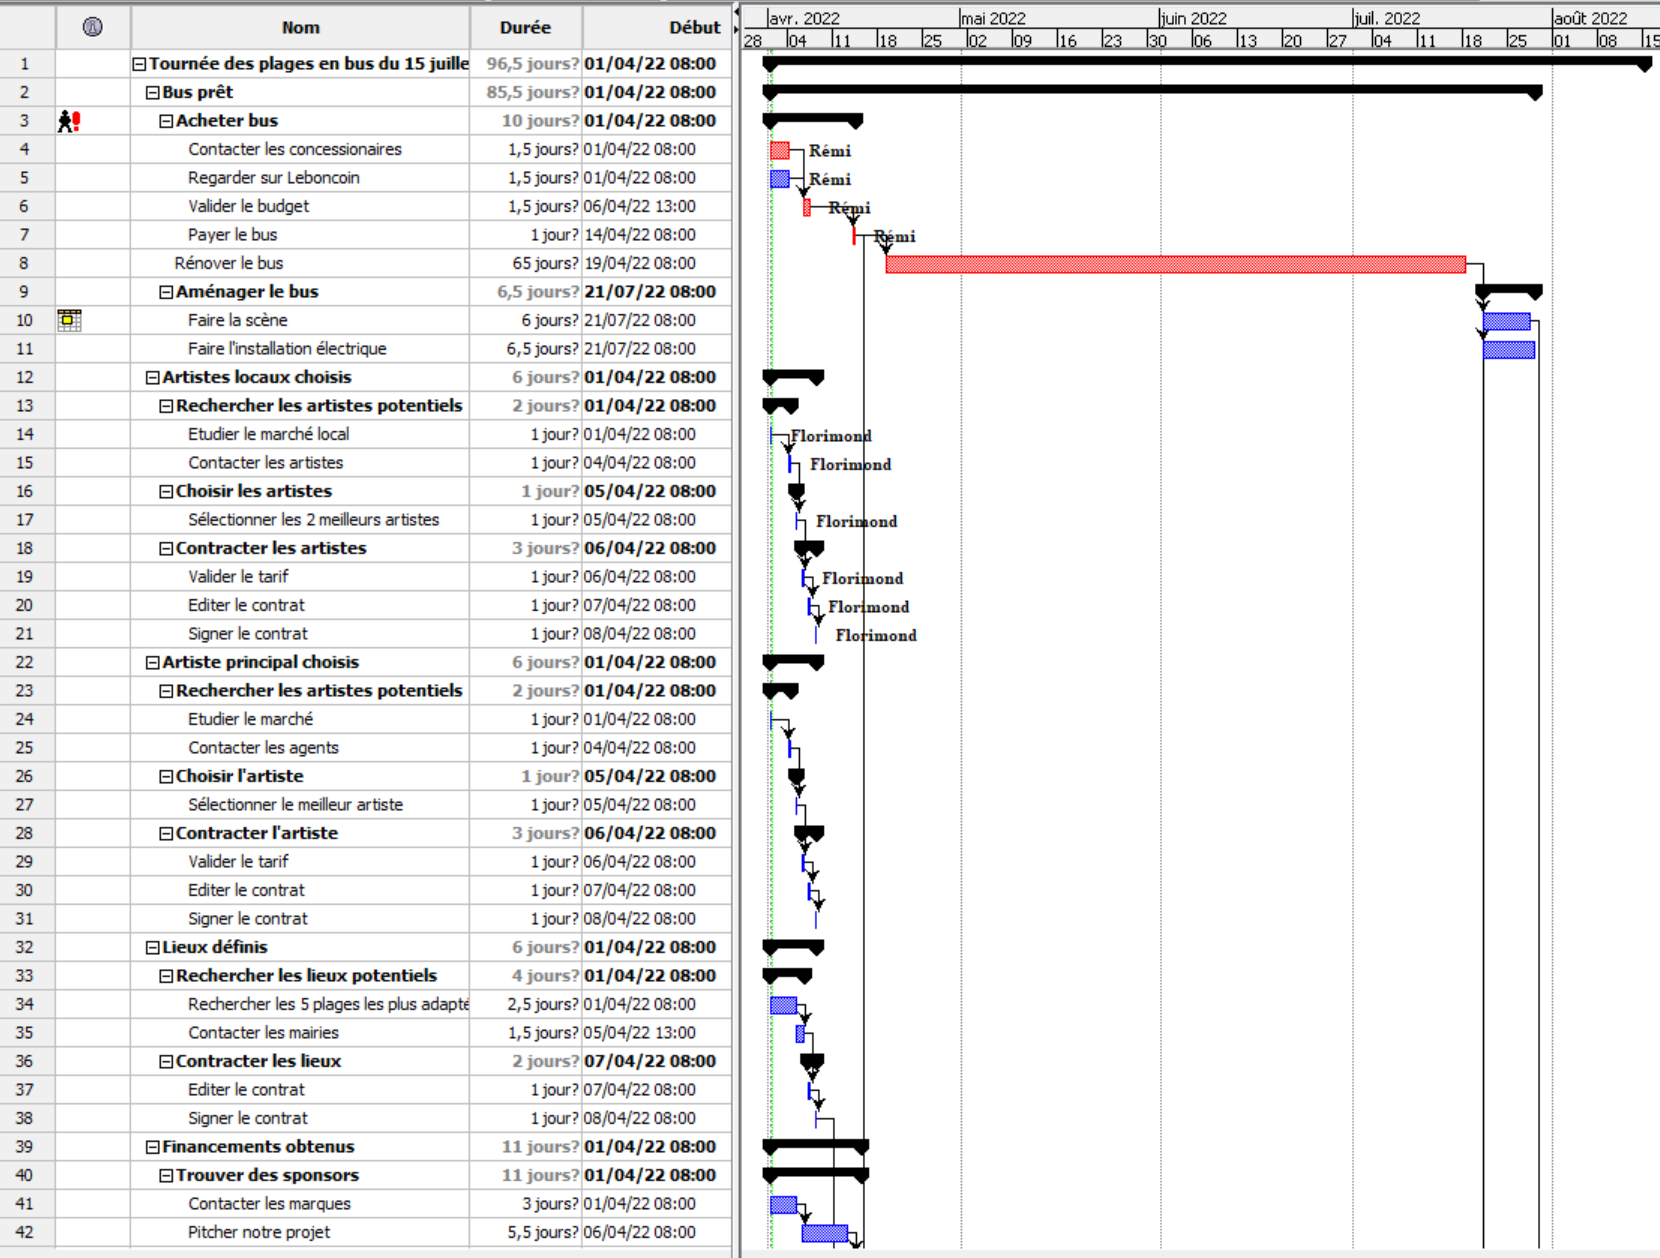 Nom Durée Début
avr. 2022 mai 2022 juin 2022 juil. 2022 août 2022
28 04 11 18 25 02 09 16 23 30 06 13 20 27 04 11 18 25 01 08 15
1 Tournée des plages en bus du 15 juille 96,5 jours? 01/04/22 08:00
2 Bus prêt 85,5 jours? 01/04/22 08:00
3 Acheter bus 10 jours? 01/04/22 08:00
4 Contacter les concessionaires 1,5 jours? 01/04/22 08:00 Rémi
5 Regarder sur Leboncoin 1,5 jours? 01/04/22 08:00 Rémi
6 Valider le budget 1,5 jours? 06/04/22 13:00 Rémi
7 Payer le bus 1 jour? 14/04/22 08:00 Rémi
8 Rénover le bus 65 jours? 19/04/22 08:00
9 Aménager le bus 6,5 jours? 21/07/22 08:00
10 Faire la scène 6 jours? 21/07/22 08:00
11 Faire l'installation électrique 6,5 jours? 21/07/22 08:00
12 Artistes locaux choisis 6 jours? 01/04/22 08:00
13 Rechercher les artistes potentiels 2 jours? 01/04/22 08:00
14 Etudier le marché local 1 jour? 01/04/22 08:00 Florimond
15 Contacter les artistes 1 jour? 04/04/22 08:00 Florimond
16 Choisir les artistes 1 jour? 05/04/22 08:00
17 Sélectionner les 2 meilleurs artistes 1 jour? 05/04/22 08:00 Florimond
18 Contracter les artistes 3 jours? 06/04/22 08:00
19 Valider le tarif 1 jour? 06/04/22 08:00 Florimond
20 Editer le contrat 1 jour? 07/04/22 08:00 Florimond
21 Signer le contrat 1 jour? 08/04/22 08:00 Florimond
22 Artiste principal choisis 6 jours? 01/04/22 08:00
23 Rechercher les artistes potentiels 2 jours? 01/04/22 08:00
24 Etudier le marché 1 jour? 01/04/22 08:00
25 Contacter les agents 1 jour? 04/04/22 08:00
26 Choisir l'artiste 1 jour? 05/04/22 08:00
27 Sélectionner le meilleur artiste 1 jour? 05/04/22 08:00
28 Contracter l'artiste 3 jours? 06/04/22 08:00
29 Valider le tarif 1 jour? 06/04/22 08:00
30 Editer le contrat 1 jour? 07/04/22 08:00
31 Signer le contrat 1 jour? 08/04/22 08:00
32 Lieux définis 6 jours? 01/04/22 08:00
33 Rechercher les lieux potentiels 4 jours? 01/04/22 08:00
34 Rechercher les 5 plages les plus adapté 2,5 jours? 01/04/22 08:00
35 Contacter les mairies 1,5 jours? 05/04/22 13:00
36 Contracter les lieux 2 jours? 07/04/22 08:00
37 Editer le contrat 1 jour? 07/04/22 08:00
38 Signer le contrat 1 jour? 08/04/22 08:00
39 Financements obtenus 11 jours? 01/04/22 08:00
40 Trouver des sponsors 11 jours? 01/04/22 08:00
41 Contacter les marques 3 jours? 01/04/22 08:00
42 Pitcher notre projet 5,5 jours? 06/04/22 08:00